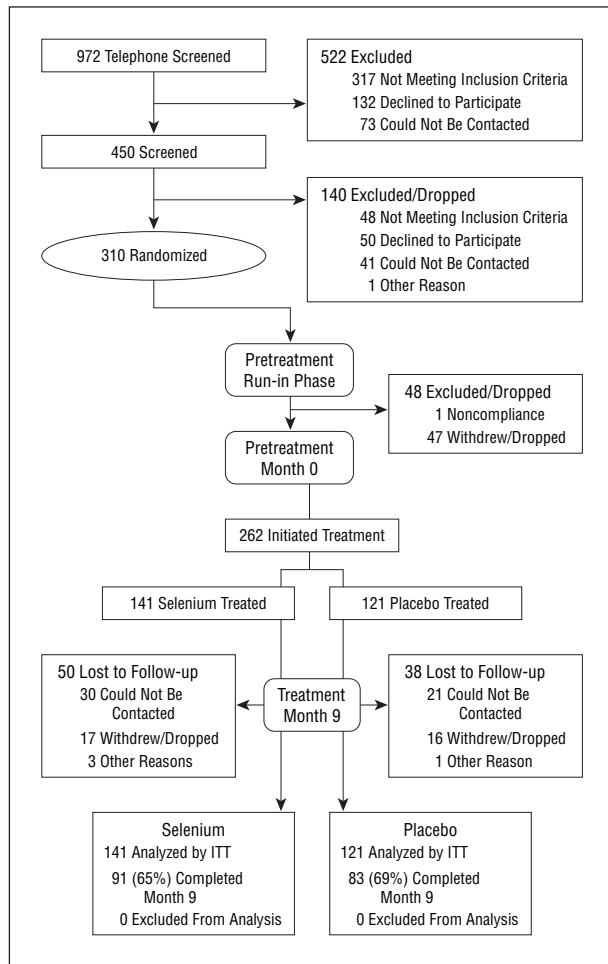 972 Telephone Screened
522 Excluded
317 Not Meeting Inclusion Criteria
132 Declined to Participate
73 Could Not Be Contacted
450 Screened
140 Excluded/Dropped
48 Not Meeting Inclusion Criteria
50 Declined to Participate
41 Could Not Be Contacted
1 Other Reason
310 Randomized
Pretreatment
Run-in Phase
48 Excluded/Dropped
1 Noncompliance
47 Withdrew/Dropped
Pretreatment
Month 0
262 Initiated Treatment
141 Selenium Treated
121 Placebo Treated
50 Lost to Follow-up
30 Could Not Be
Contacted
17 Withdrew/Dropped
3 Other Reasons
Treatment
Month 9
38 Lost to Follow-up
21 Could Not Be
Contacted
16 Withdrew/Dropped
1 Other Reason
Selenium
141 Analyzed by ITT
91 (65%) Completed
Month 9
0 Excluded From Analysis
Placebo
121 Analyzed by ITT
83 (69%) Completed
Month 9
0 Excluded From Analysis